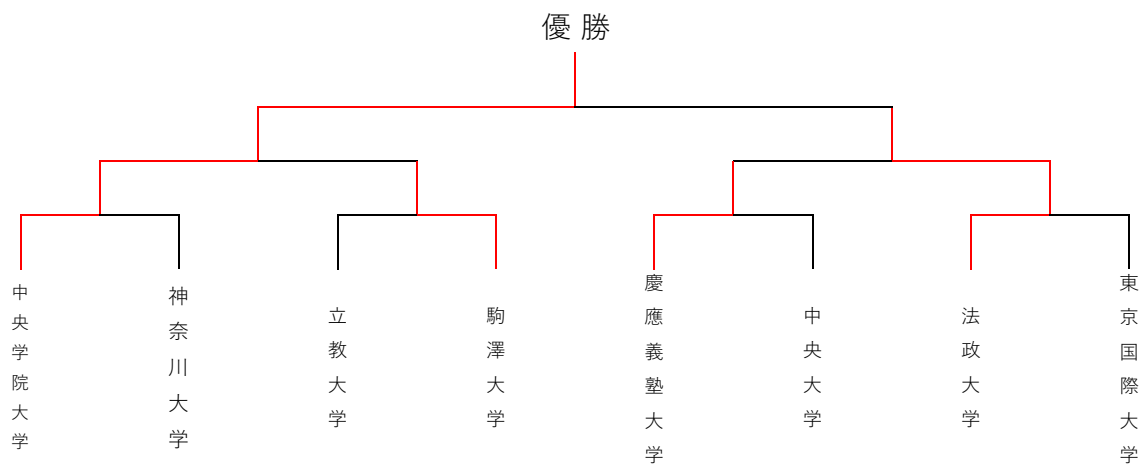 優勝
中央学院大学
神奈川大学
立教大学
駒澤大学
慶應義塾大学
中央大学
法政大学
東京国際大学